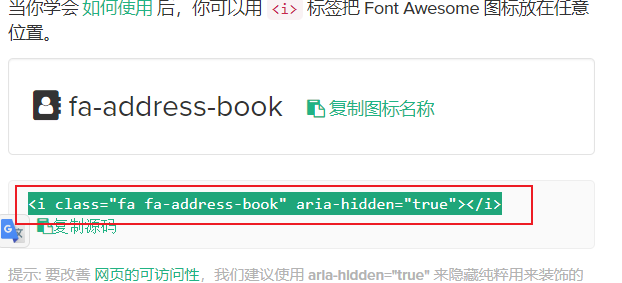 当你学会 如何使用 后，你可以用 <i> 标签把 Font Awesome 图标放在任意
位置。
fa-address-book 复制图标名称
<i class="fa fa-address-book" aria-hidden="true"></i>
复制源码
提示: 要改善 网页的可访问性，我们建议使用 aria-hidden="true" 来隐藏纯粹用来装饰的